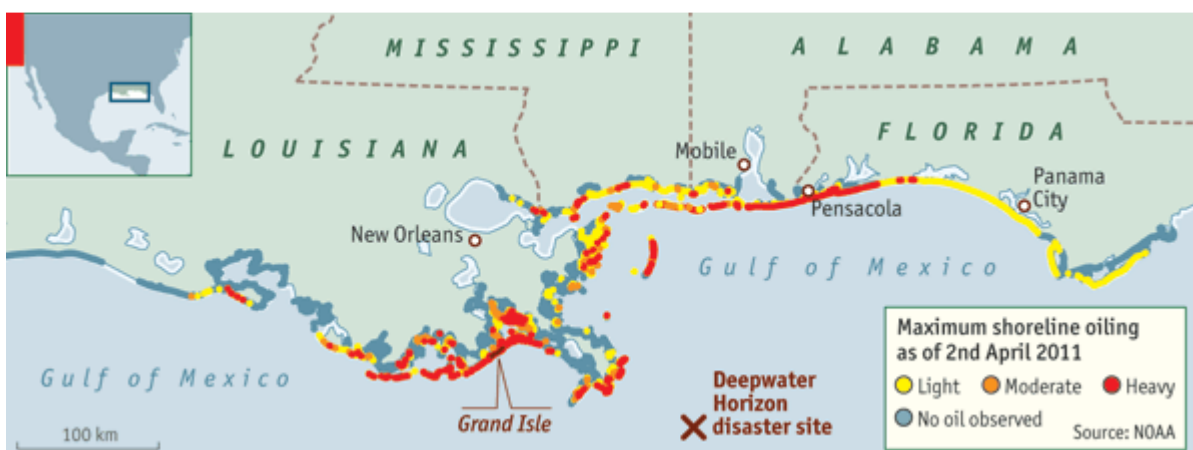 MISSISSIPPI
ALABAMA
LOUISIANA
FLORIDA
Mobile
Panama
City
Pensacola
New Orleans
Gulf of Mexico
Gulf of Mexico
Grand Isle
Deepwater
Horizon
disaster site
100 km
Maximum shoreline oiling
as of 2nd April 2011
Light Moderate Heavy
No oil observed
Source: NOAA